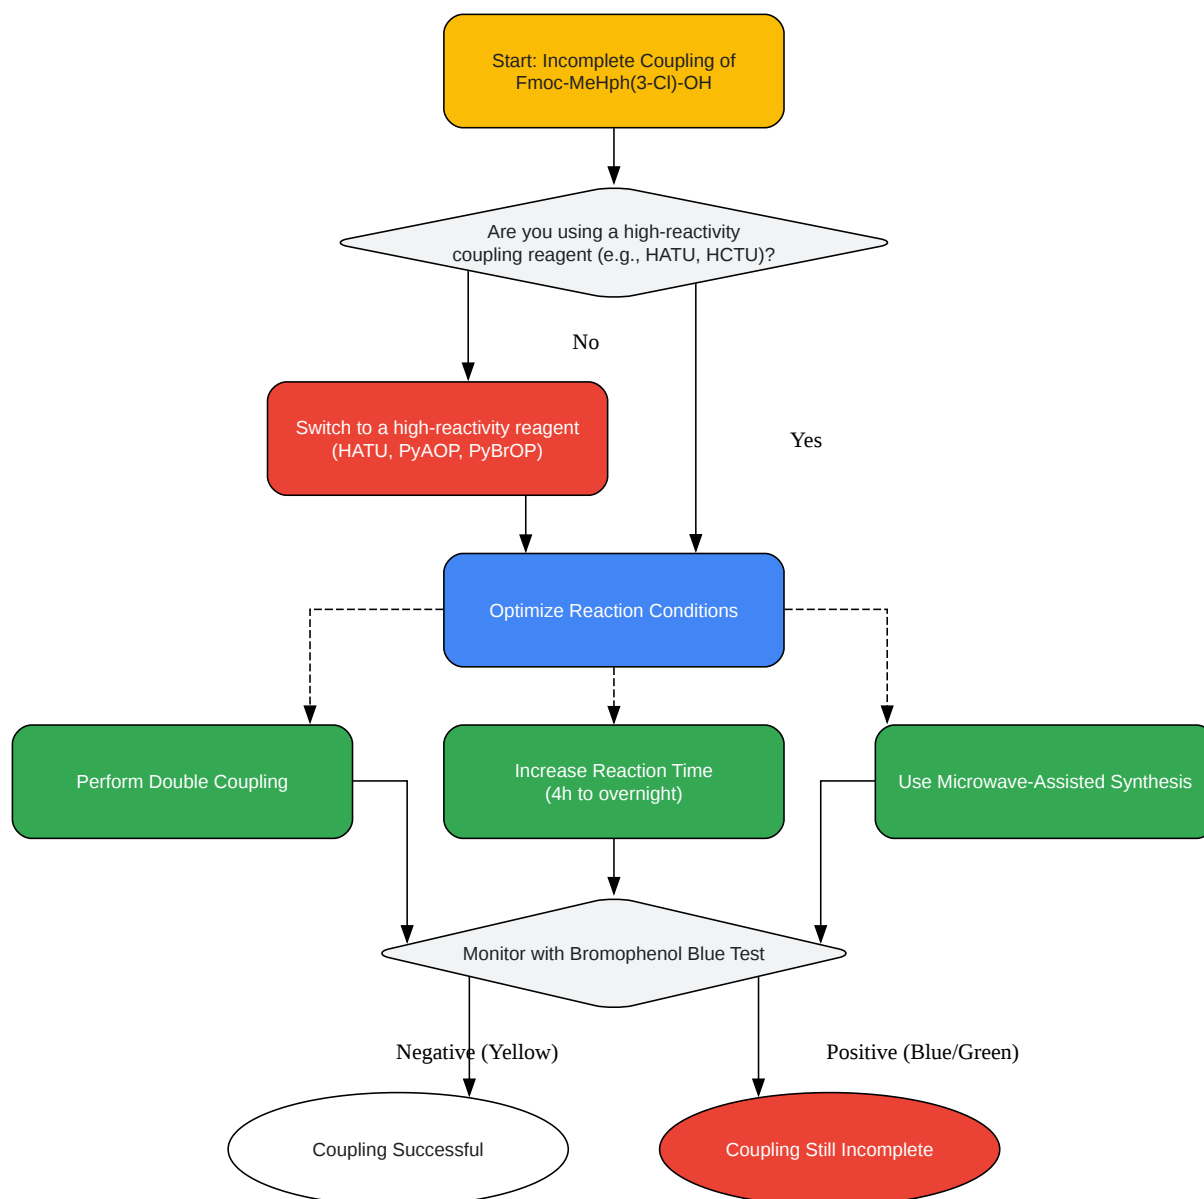 Start: Incomplete Coupling of
Fmoc-MeHph(3-Cl)-OH
Are you using a high-reactivity
coupling reagent (e.g., HATU, HCTU)?
No
Switch to a high-reactivity reagent
(HATU, PyAOP, PyBrOP)
Yes
Optimize Reaction Conditions
Perform Double Coupling
Increase Reaction Time
(4h to overnight)
Use Microwave-Assisted Synthesis
Monitor with Bromophenol Blue Test
Negative (Yellow)
Positive (Blue/Green)
Coupling Successful
Coupling Still Incomplete